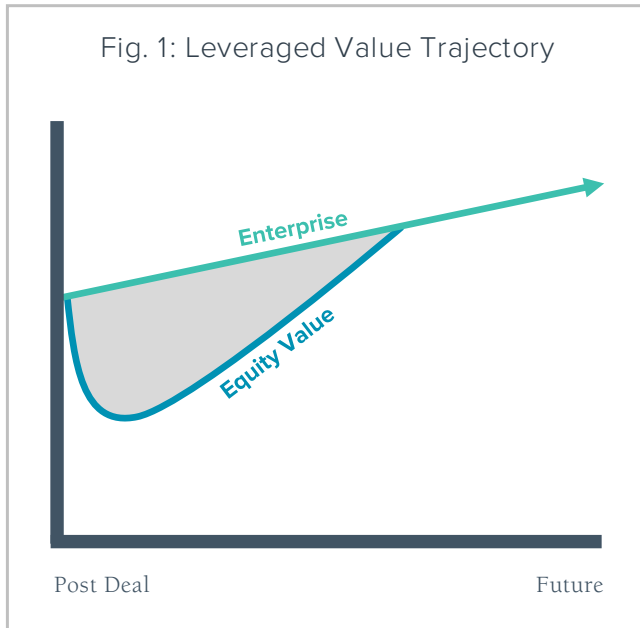 Fig. 1: Leveraged Value Trajectory
Enterprise
Equity Value
Post Deal
Future